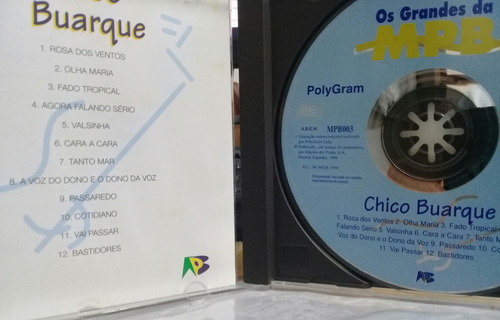 Buarque
1. ROSA DOS VENTOS
2. OLHA MARIA
3. FADO TROPICAL
4. AGORA FALANDO SÉRIO
5. VALSINHA
6. CARA A CARA
7. TANTO MAR
8. A VOZ DO DONO E O DONO DA VOZ
9. PASSAREDO
10. COTIDIANO
11. VAI PASSAR
12. BASTIDORES
Os Grandes da
MPB
PolyGram
MPB003
Chico Buarque
1. Rosa dos Ventos 2. Olha Maria 3. Fado Tropical
Falando Sério 5. Valsinha 6. Cara a Cara 7. Tanto M
Voz do Dono e o Dono da Voz 9. Passaredo 10. Co
11. Vai Passar 12. Bastidores